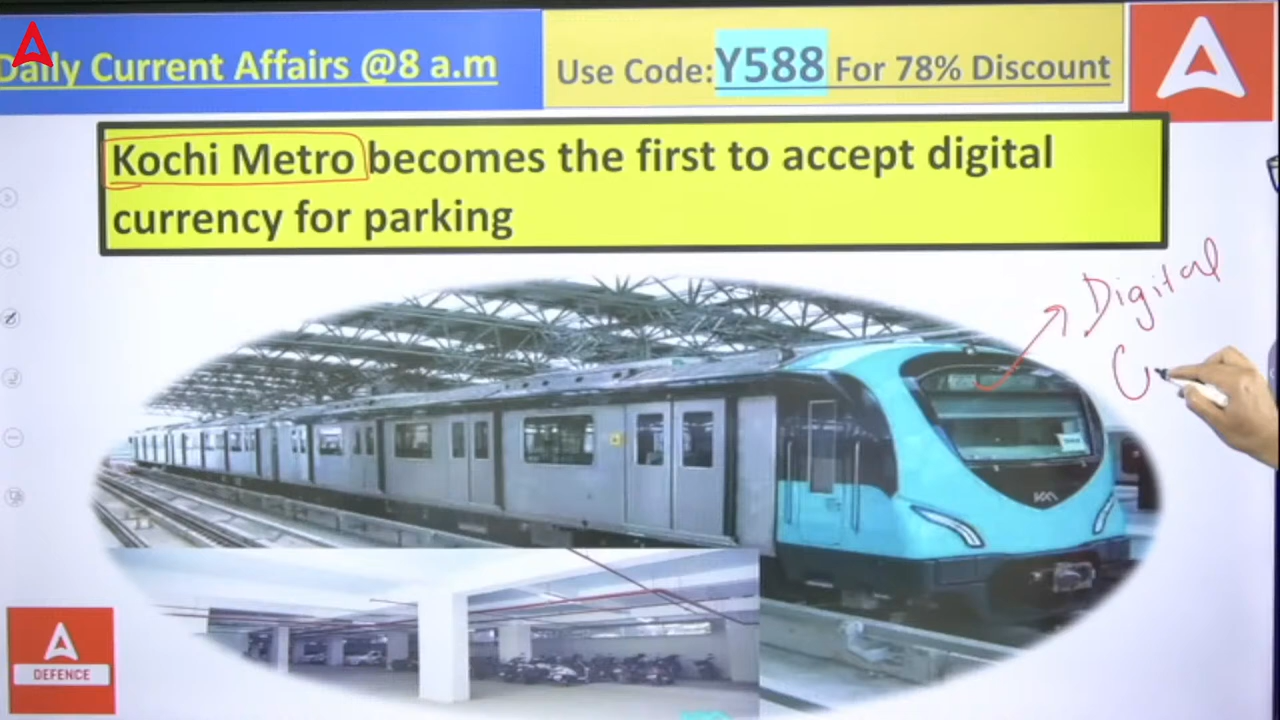 Daily Current Affairs @8 a.m
Use Code:Y588 For 78% Discount
Kochi Metro becomes the first to accept digital
currency for parking
Digital
Cu
DEFENCE